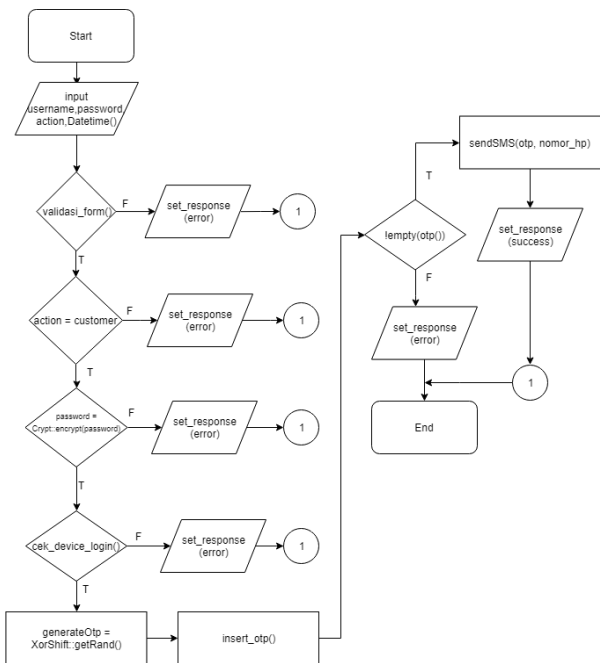 Start
input
username,password,
action,Datetime()
validasi_form()
F
set_response
(error)
1
T
action = customer
F
set_response
(error)
1
T
password =
Crypt::encrypt(password)
F
set_response
(error)
1
T
cek_device_login()
F
set_response
(error)
1
T
generateOtp =
XorShift::getRand()
insert_otp()
!empty(otp())
T
sendSMS(otp, nomor_hp)
set_response
(success)
F
set_response
(error)
1
End